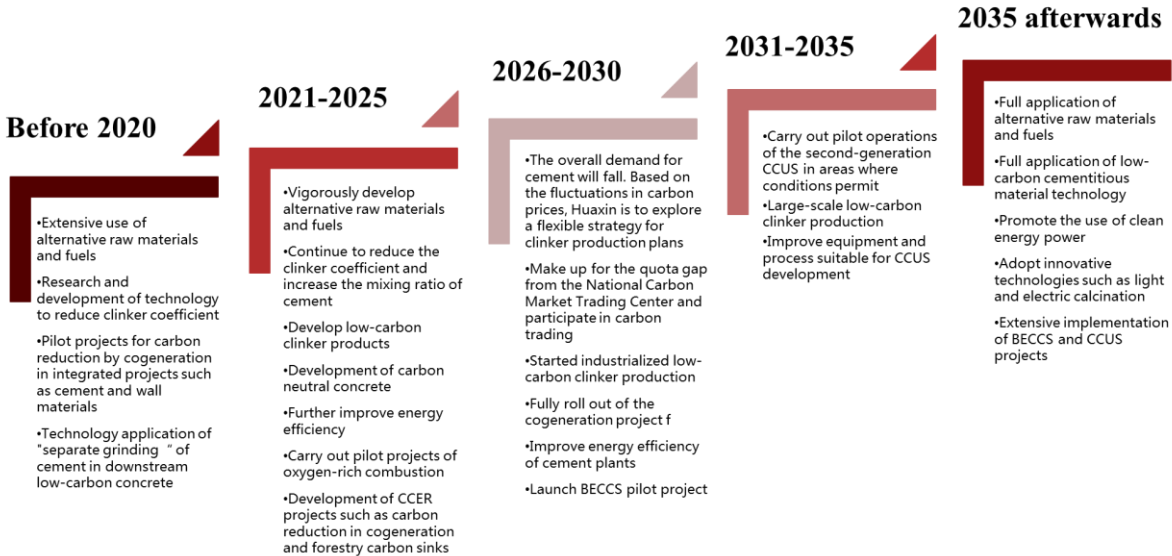 Before 2020
•Extensive use of
alternative raw materials
and fuels
•Research and
development of technology
to reduce clinker coefficient
•Pilot projects for carbon
reduction by cogeneration
in integrated projects such
as cement and wall
materials
•Technology application of
"separate grinding ” of
cement in downstream
low-carbon concrete
2021-2025
•Vigorously develop
alternative raw materials
and fuels
•Continue to reduce the
clinker coefficient and
increase the mixing ratio of
cement
•Develop low-carbon
clinker products
•Development of carbon
neutral concrete
•Further improve energy
efficiency
•Carry out pilot projects of
oxygen-rich combustion
•Development of CCER
projects such as carbon
reduction in cogeneration
and forestry carbon sinks
2026-2030
•The overall demand for
cement will fall. Based on
the fluctuations in carbon
prices, Huaxin is to explore
a flexible strategy for
clinker production plans
•Make up for the quota gap
from the National Carbon
Market Trading Center and
participate in carbon
trading
•Started industrialized low-
carbon clinker production
•Fully roll out of the
cogeneration project f
•Improve energy efficiency
of cement plants
•Launch BECCS pilot project
2031-2035
•Carry out pilot operations
of the second-generation
CCUS in areas where
conditions permit
•Large-scale low-carbon
clinker production
•Improve equipment and
process suitable for CCUS
development
2035 afterwards
•Full application of
alternative raw materials
and fuels
•Full application of low-
carbon cementitious
material technology
•Promote the use of clean
energy power
•Adopt innovative
technologies such as light
and electric calcination
•Extensive implementation
of BECCS and CCUS
projects